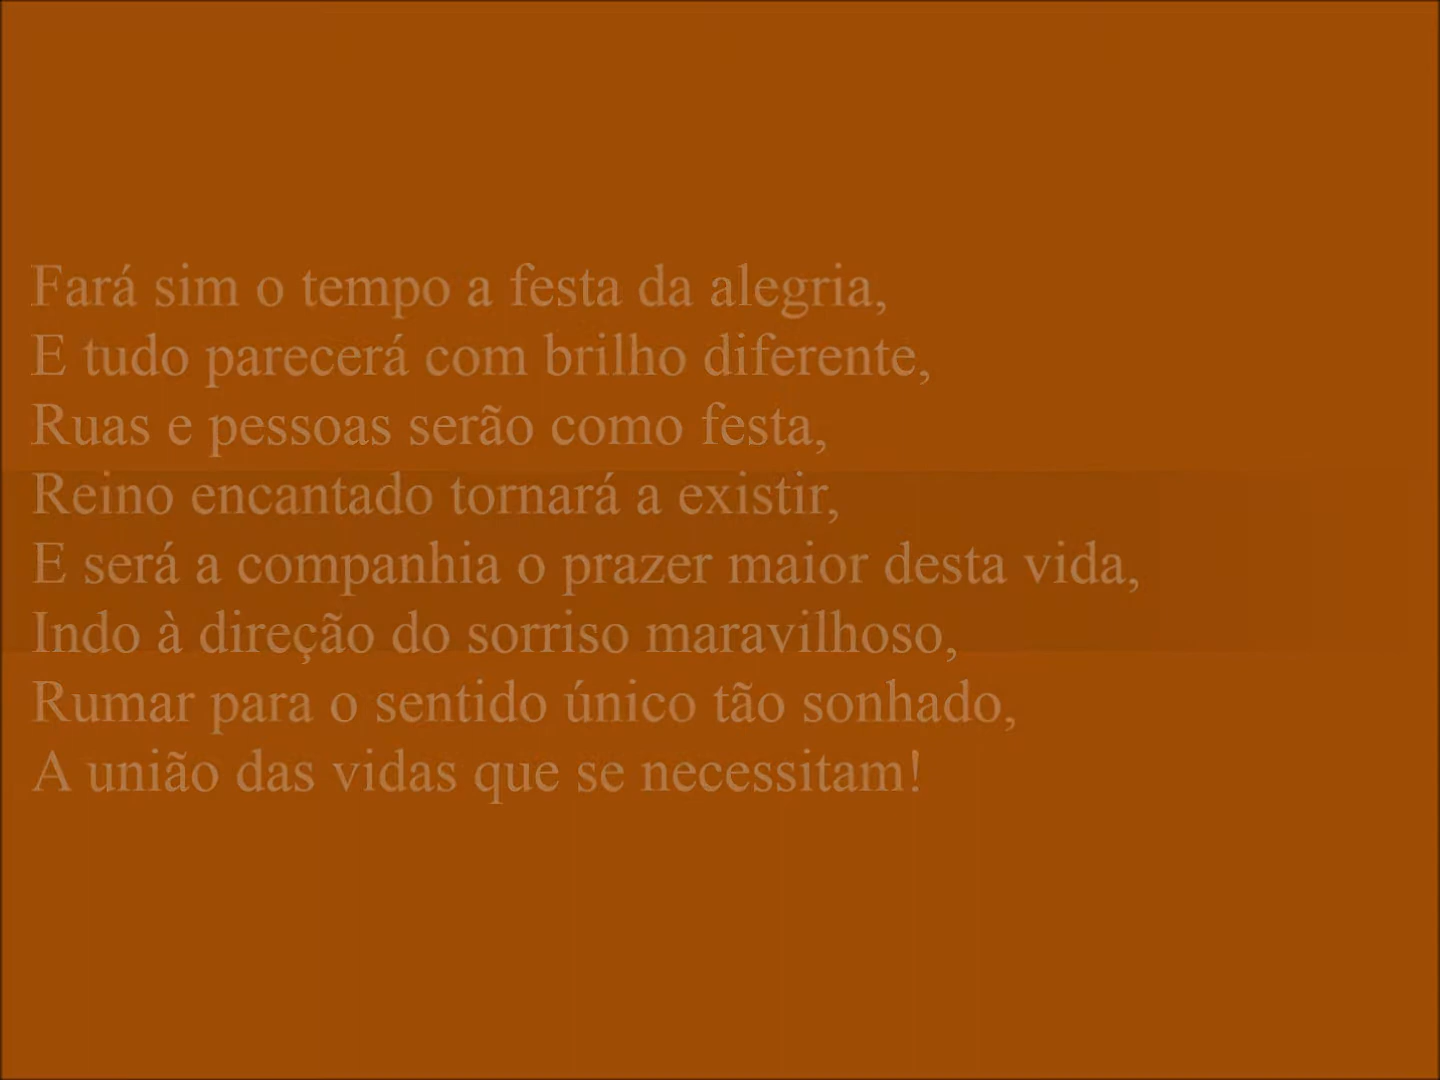 Fará sim o tempo a festa da alegria,
E tudo parecerá com brilho diferente,
Ruas e pessoas serão como festa,
Reino encantado tornará a existir,
E será a companhia o prazer maior desta vida,
Indo à direção do sorriso maravilhoso,
Rumar para o sentido único tão sonhado,
A união das vidas que se necessitam!